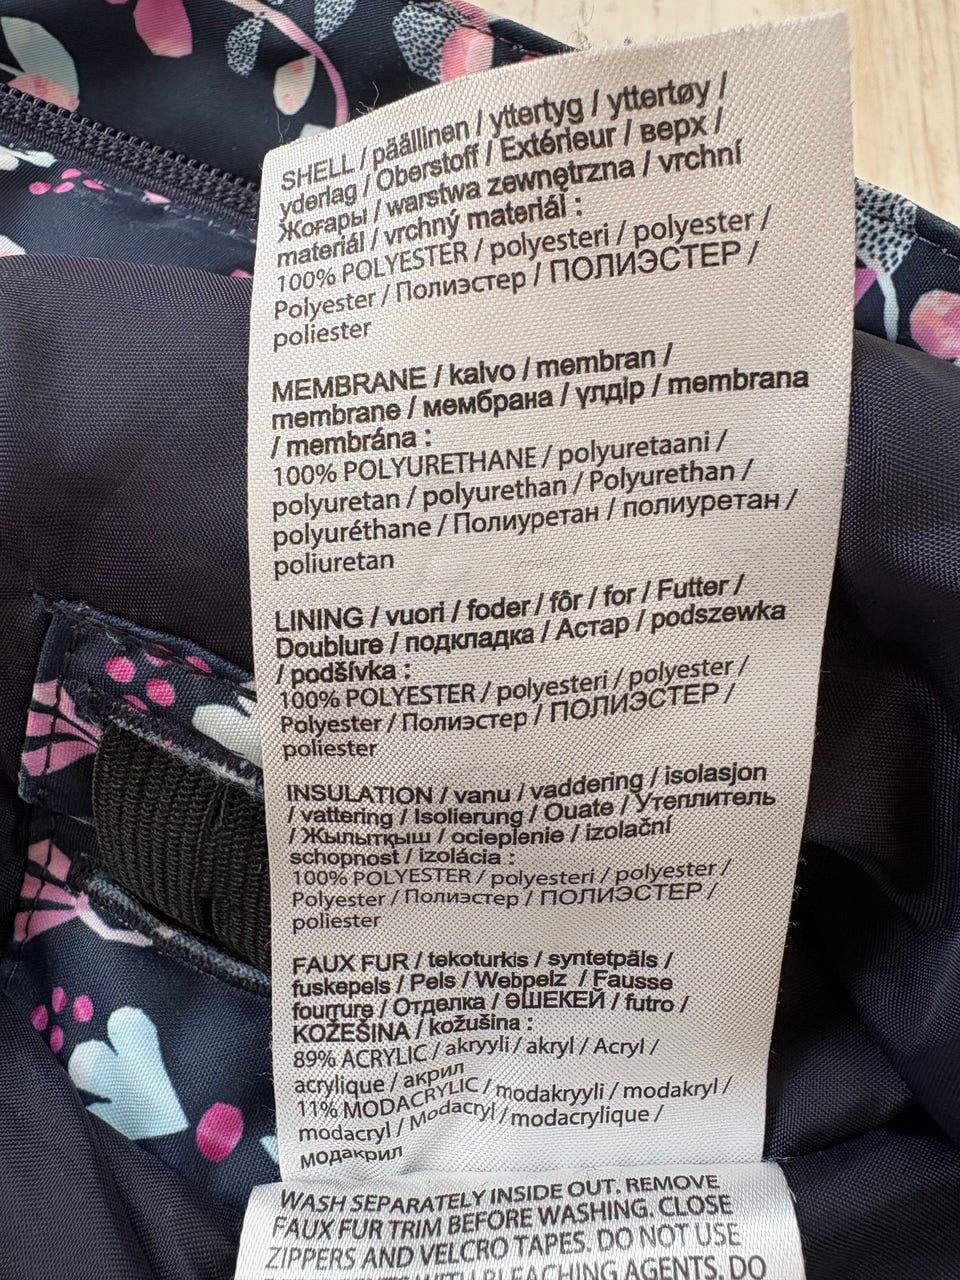 SHELL / päällinen / yttertyg / yttertøy /
yderlag / Oberstoff / Extérieur / верх /
Жоғары / warstwa zewnętrzna / vrchní
materiál / vrchný materiál :
100% POLYESTER / polyesteri / polyester /
Polyester / Полиэстер / ПОЛИЭСТЕР /
poliester
MEMBRANE / kalvo / membran /
membrane / мембрана / үлдір / membrana
/ membrána :
100% POLYURETHANE / polyuretaani /
polyuretan / polyurethan / Polyurethan /
polyuréthane / Полиуретан / полиуретан /
poliuretan
LINING / vuori / foder / fôr / for / Futter /
Doublure / подкладка / Астар / podszewka
/ podšívka :
100% POLYESTER / polyesteri / polyester /
Polyester / Полиэстер / ПОЛИЭСТЕР /
poliester
INSULATION / vanu / vaddering / isolasjon
/ vattering / Isolierung / Ouate / Утеплитель
/ Жылытқыш / ocieplenie / izolační
schopnost / izolácia :
100% POLYESTER / polyesteri / polyester /
Polyester / Полиэстер / ПОЛИЭСТЕР /
poliester
FAUX FUR / tekoturkis / syntetpäls /
fuskepels / Pels / Webpelz / Fausse
fourrure / Отделка / ӘШЕКЕЙ / futro /
KOŽEŠINA / kožušina :
89% ACRYLIC / akryyli / akryl / Acryl /
acrylique / акрил
11% MODACRYLIC / modakryyli / modakryl /
modacryl / Modacryl / modacrylique /
модакрил
WASH SEPARATELY INSIDE OUT. REMOVE
FAUX FUR TRIM BEFORE WASHING. CLOSE
ZIPPERS AND VELCRO TAPES. DO NOT USE
WITH BLEACHING AGENTS. DO